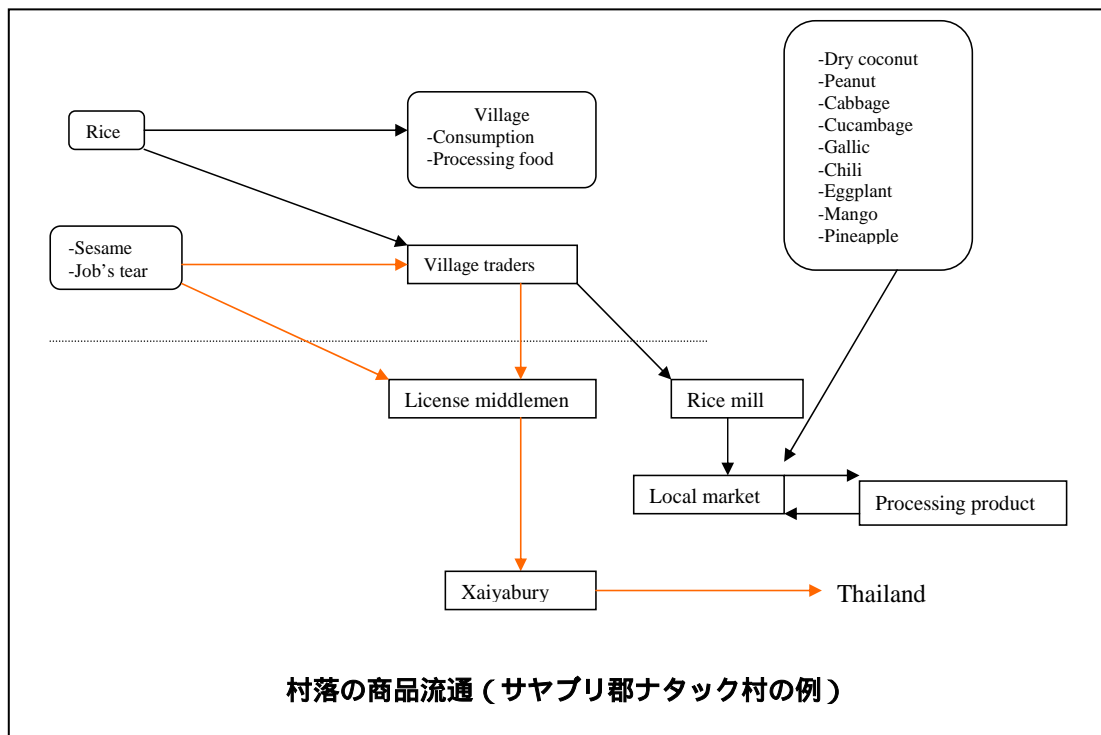 -Dry coconut
-Peanut
-Cabbage
-Cucambage
-Gallic
-Chili
-Eggplant
-Mango
-Pineapple
Rice
Village
-Consumption
-Processing food
-Sesame
-Job's tear
Village traders
License middlemen
Rice mill
Local market
Processing product
Xaiyabury
Thailand
村落の商品流通（サヤブリ郡ナタック村の例）